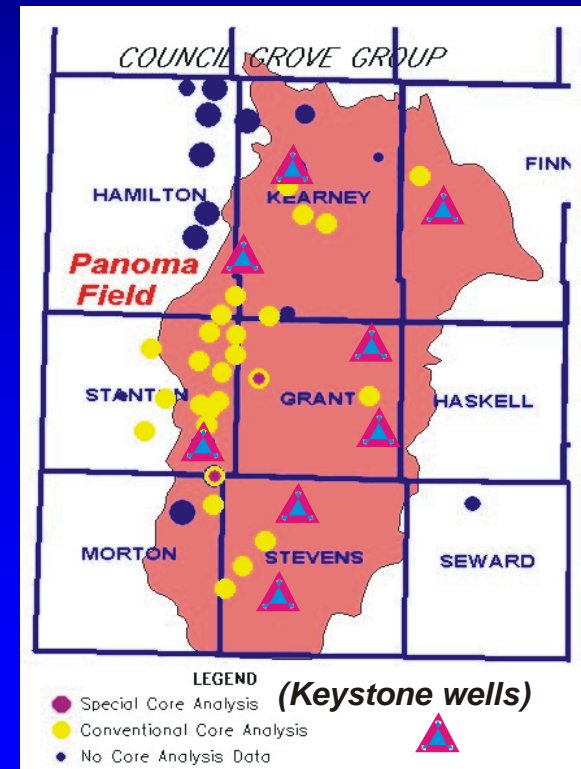 COUNCIL GROVE GROUP
FINN
HAMILTON
KEARNEY
Panoma
Field
STANTON
GRANT
HASKELL
MORTON
STEVENS
SEWARD
LEGEND
Special Core Analysis
(Keystone wells)
Conventional Core Analysis
No Core Analysis Data